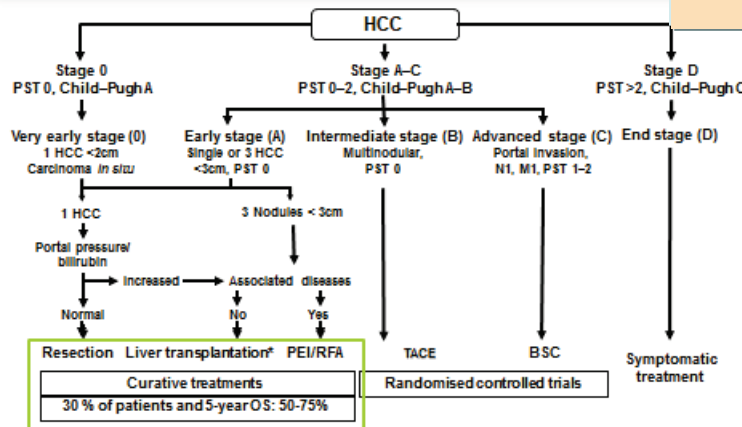 HCC
Stage 0
PST 0, Child–Pugh A
Stage A–C
PST 0–2, Child–Pugh A–B
Stage D
PST >2, Child–Pugh C
Very early stage (0)
1 HCC <2cm
Carcinoma in situ
Early stage (A)
Single or 3 HCC
<3cm, PST 0
Intermediate stage (B)
Multinodular,
PST 0
Advanced stage (C)
Portal invasion,
N1, M1, PST 1–2
End stage (D)
1 HCC
3 Nodules < 3cm
Portal pressure/
bilirubin
Increased
Associated diseases
Normal
No
Yes
Resection
Liver transplantation*
PEI/RFA
TACE
BSC
Symptomatic
treatment
Curative treatments
Randomised controlled trials
30 % of patients and 5-year OS: 50-75%